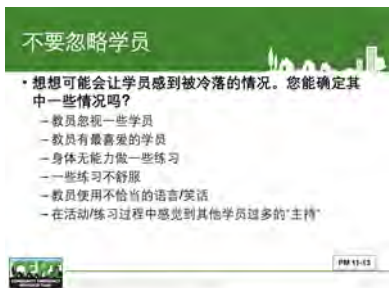 不要忽略学员
• 想想可能会让学员感到被冷落的情况。您能确定其
中一些情况吗?
–教员忽视一些学员
–教员有最喜爱的学员
–身体无能力做一些练习
–一些练习不舒服
–教员使用不恰当的语言/笑话
–在活动/练习过程中感觉到其他学员过多的“主持”
PM 11-13